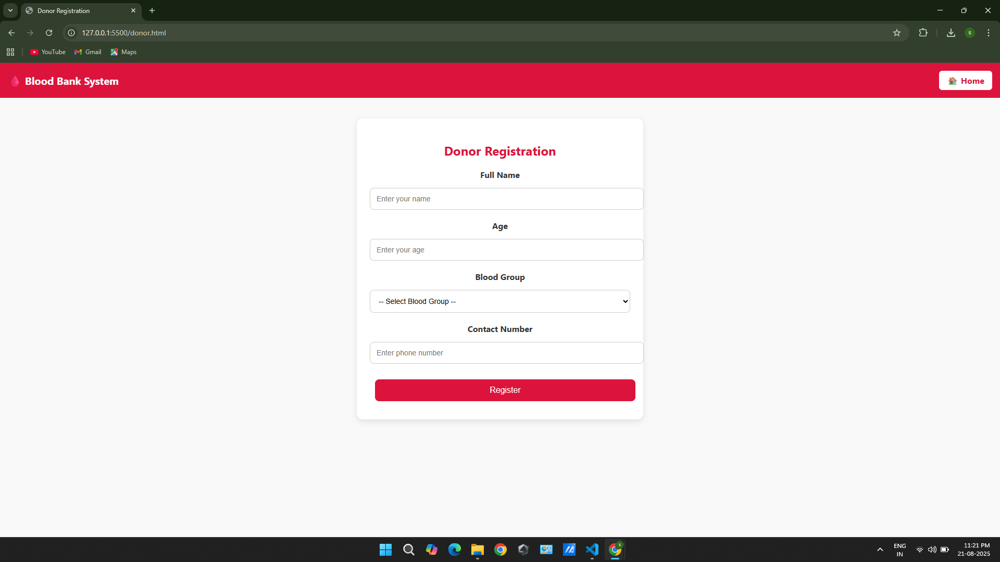 Donor Registration
127.0.0.1:5500/donor.html
S
YouTube
Gmail
Maps
Blood Bank System
Home
Donor Registration
Full Name
Enter your name
Age
Enter your age
Blood Group
-- Select Blood Group --
Contact Number
Enter phone number
Register
S
ENG
IN
11:21 PM
21-08-2025